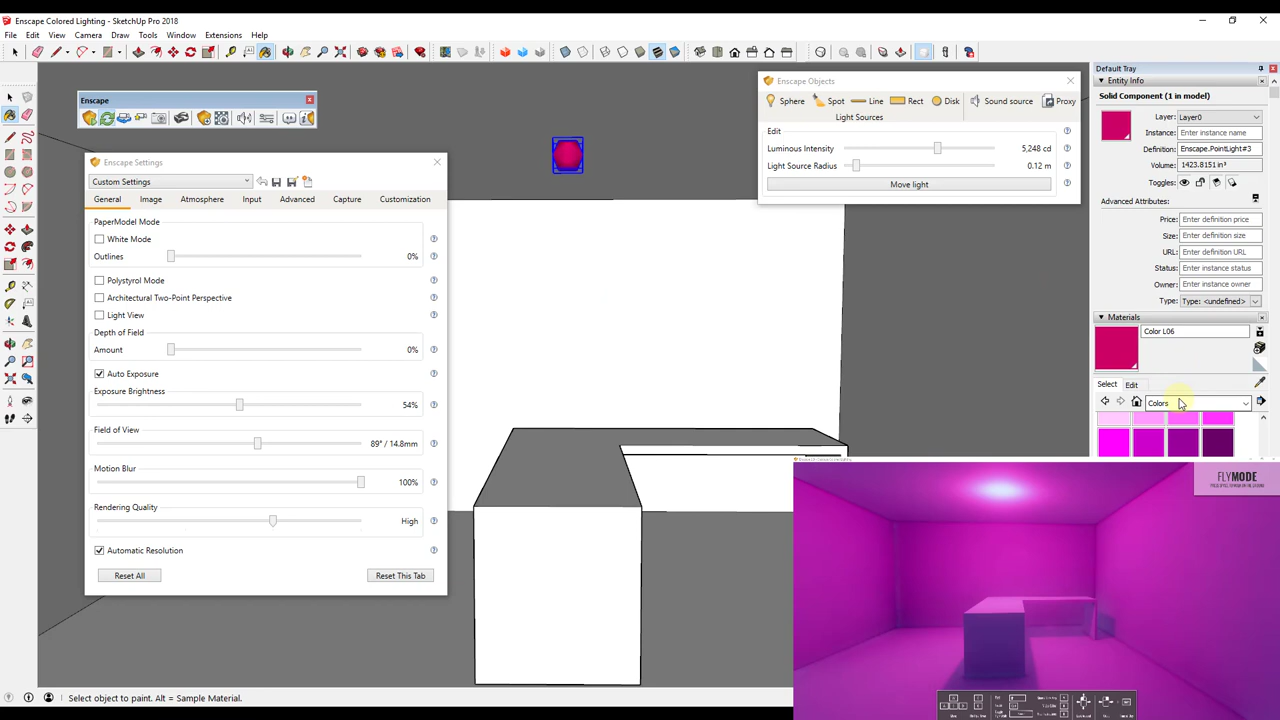 Enscape Colored Lighting - SketchUp Pro 2018
File Edit View Camera Draw Tools Window Extensions Help
Enscape
Enscape Settings
Custom Settings
General Image Atmosphere Input Advanced Capture Customization
PaperModel Mode
White Mode
Outlines 0%
Polystyrol Mode
Architectural Two-Point Perspective
Light View
Depth of Field
Amount 0%
Auto Exposure
Exposure Brightness
54%
Field of View
89° / 14.8mm
Motion Blur
100%
Rendering Quality
High
Automatic Resolution
Reset All Reset This Tab
Enscape Objects
Sphere Spot Line Rect Disk Sound source Proxy
Light Sources
Edit
Luminous Intensity 5,248 cd
Light Source Radius 0.12 m
Move light
Default Tray
Entity Info
Solid Component (1 in model)
Layer: Layer0
Instance: Enter instance name
Definition: Enscape.PointLight#3
Volume: 1423.8151 in³
Toggles:
Advanced Attributes:
Price: Enter definition price
Size: Enter definition size
URL: Enter definition URL
Status: Enter instance status
Owner: Enter instance owner
Type: Type: <undefined>
Materials
Color L06
Select Edit
Colors
FLYMODE
Select object to paint. Alt = Sample Material.